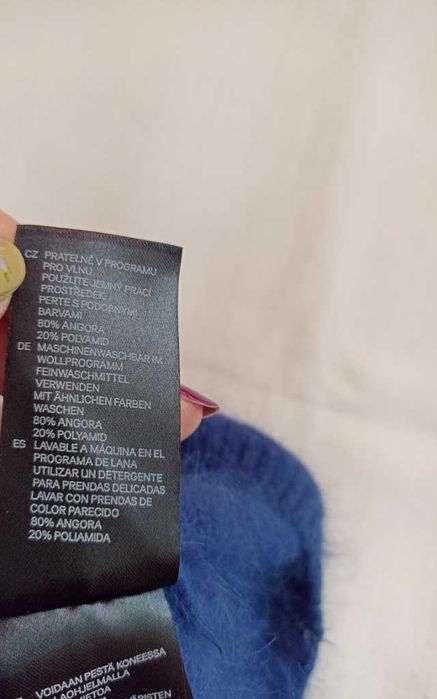 CZ PRATELNÉ V PROGRAMU
PRO VLNU
POUŽIJTE JEMNÝ PRACÍ
PROSTŘEDEK
PERTE S PODOBNÝMI
BARVAMI
80% ANGORA
20% POLYAMID
DE MASCHINENWASCHBAR IM
WOLLPROGRAMM
FEINWASCHMITTEL
VERWENDEN
MIT ÄHNLICHEN FARBEN
WASCHEN
80% ANGORA
20% POLYAMID
ES LAVABLE A MÁQUINA EN EL
PROGRAMA DE LANA
UTILIZAR UN DETERGENTE
PARA PRENDAS DELICADAS
LAVAR CON PRENDAS DE
COLOR PARECIDO
80% ANGORA
20% POLIAMIDA
VOIDAAN PESTÄ KONEESSA